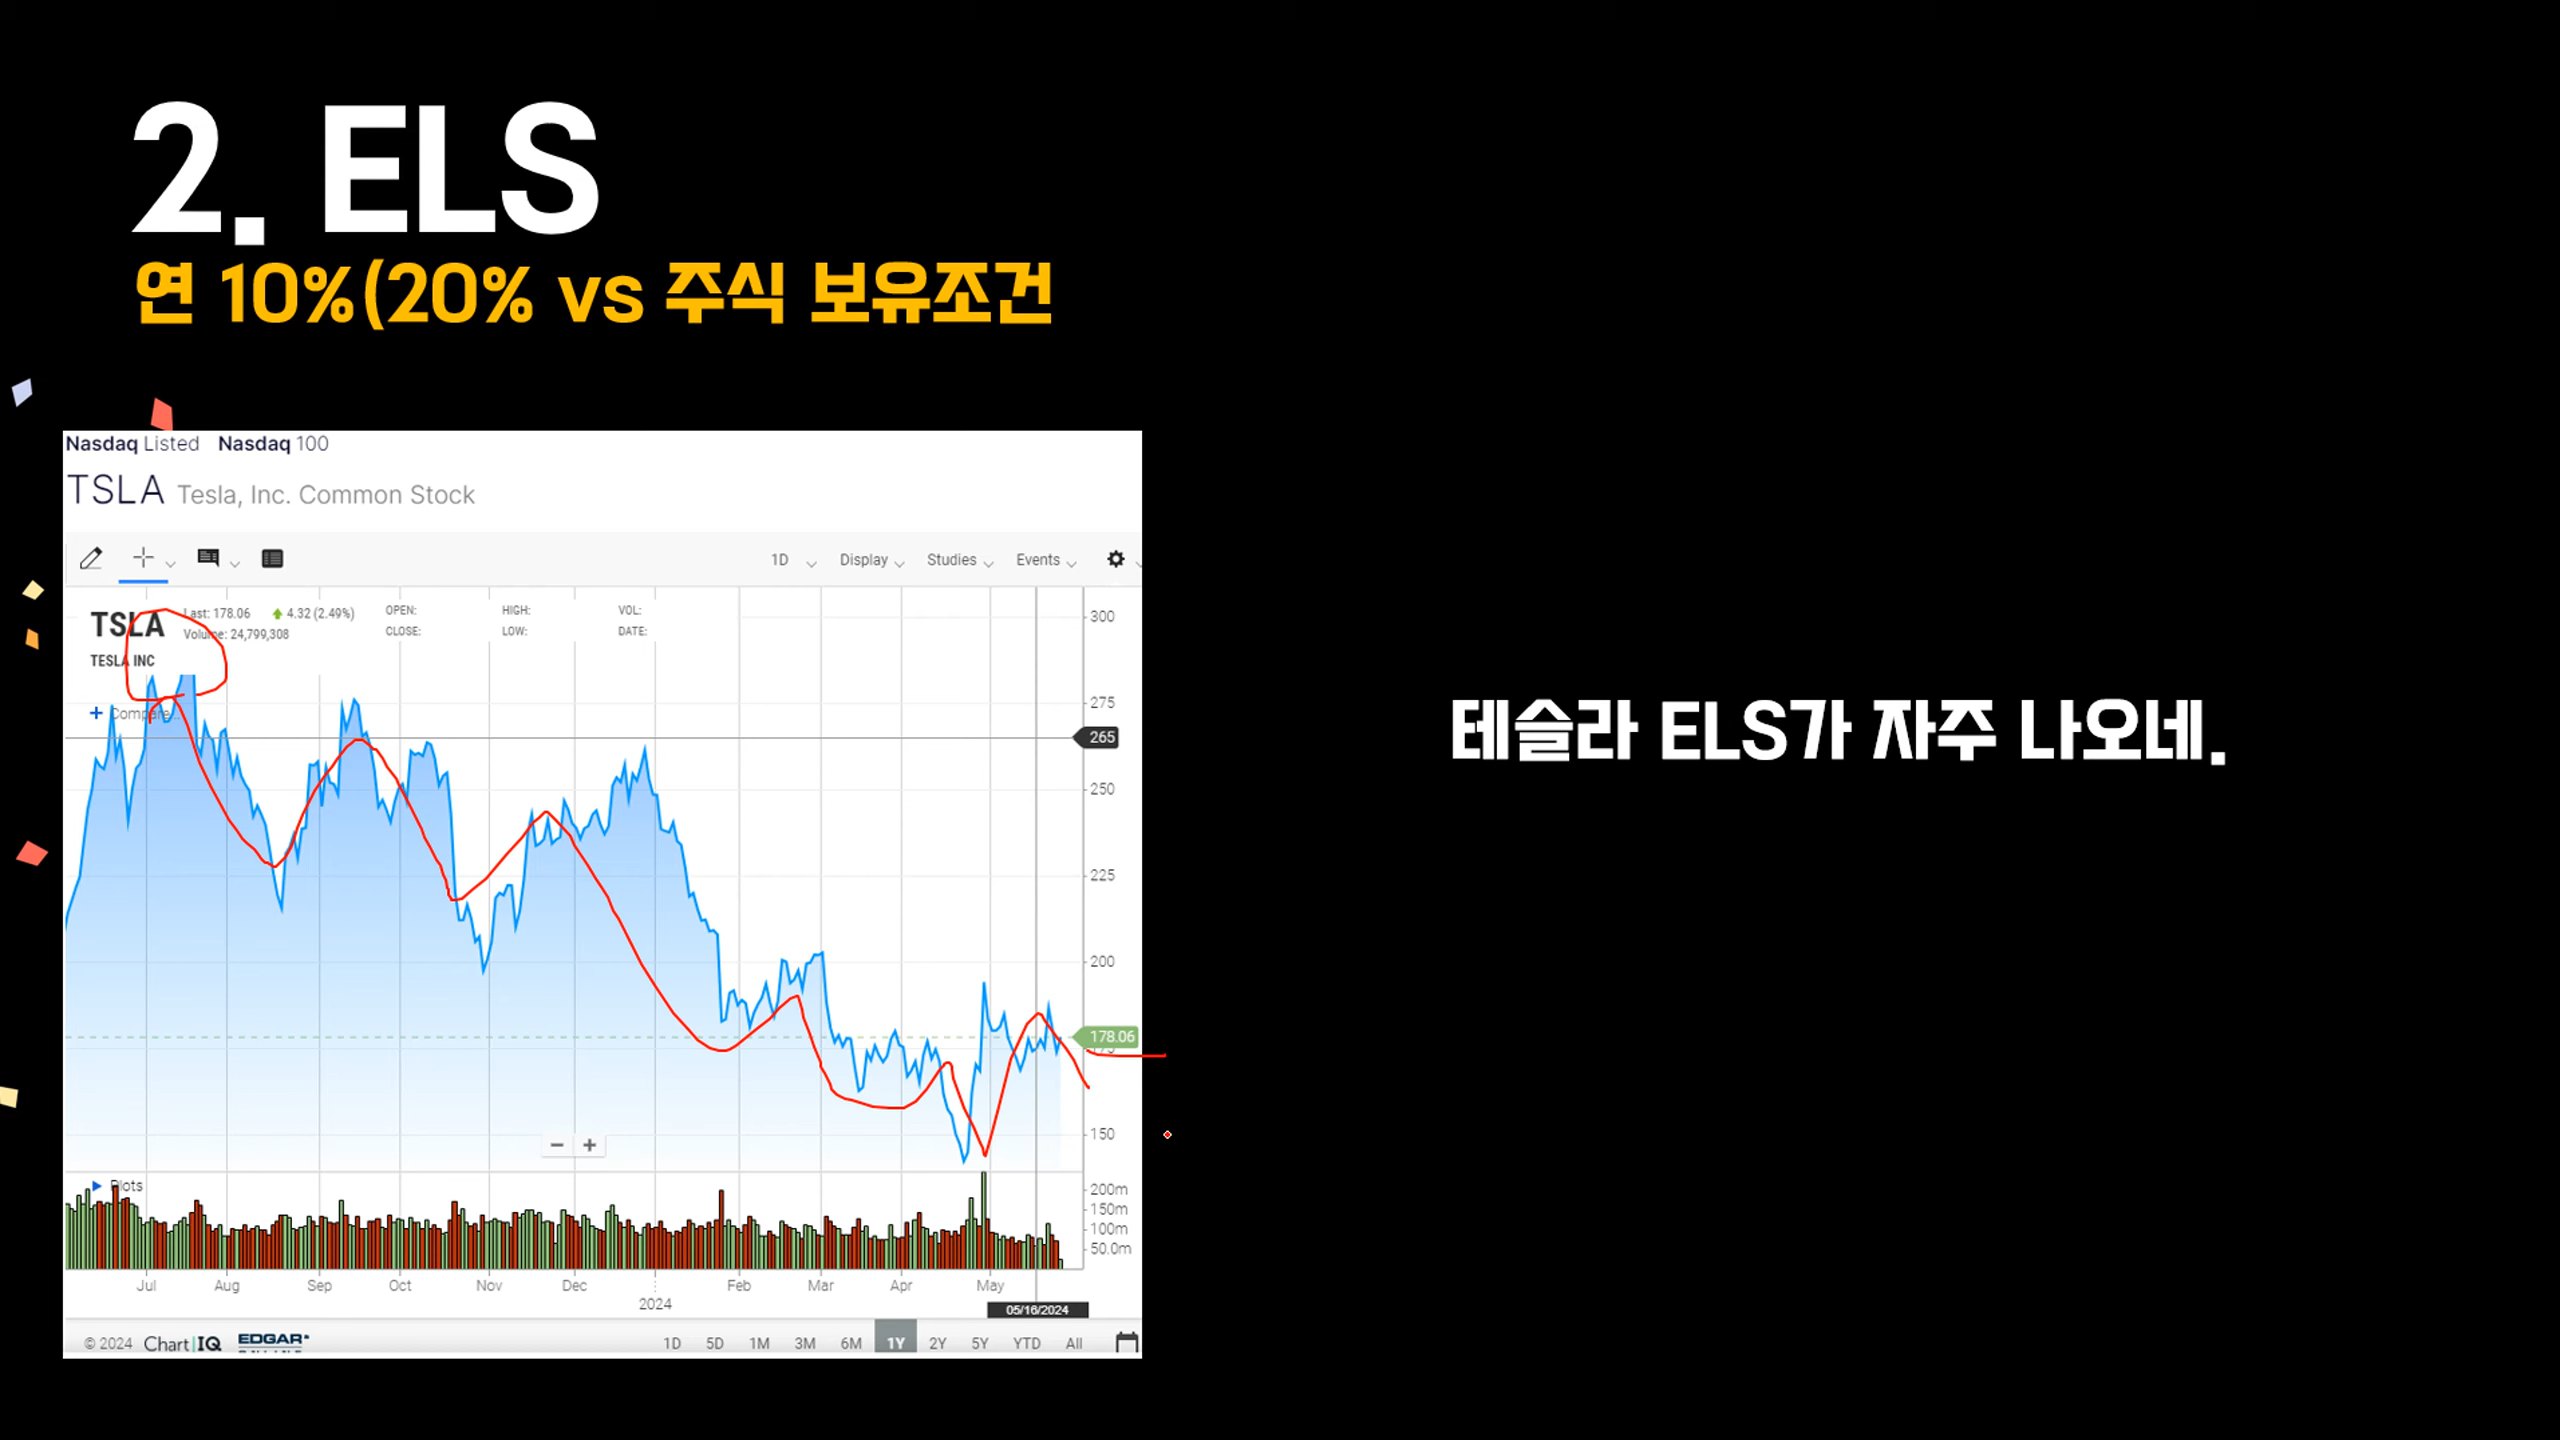 2. ELS
연 10%(20% vs 주식 보유조건
Nasdaq Listed Nasdaq 100
TSLA Tesla, Inc. Common Stock
1D Display Studies Events
TSLA Last: 178.06 4.32 (2.49%) OPEN: HIGH: VOL:
Volume: 24,799,308 CLOSE: LOW: DATE:
TESLA INC
+ Compare...
300
275
265
250
225
200
178.06
175
150
Plots
200m
150m
100m
50.0m
Jul Aug Sep Oct Nov Dec Feb Mar Apr May
2024
05/16/2024
© 2024 ChartIQ EDGAR
1D 5D 1M 3M 6M 1Y 2Y 5Y YTD All
테슬라 ELS가 자주 나오네.